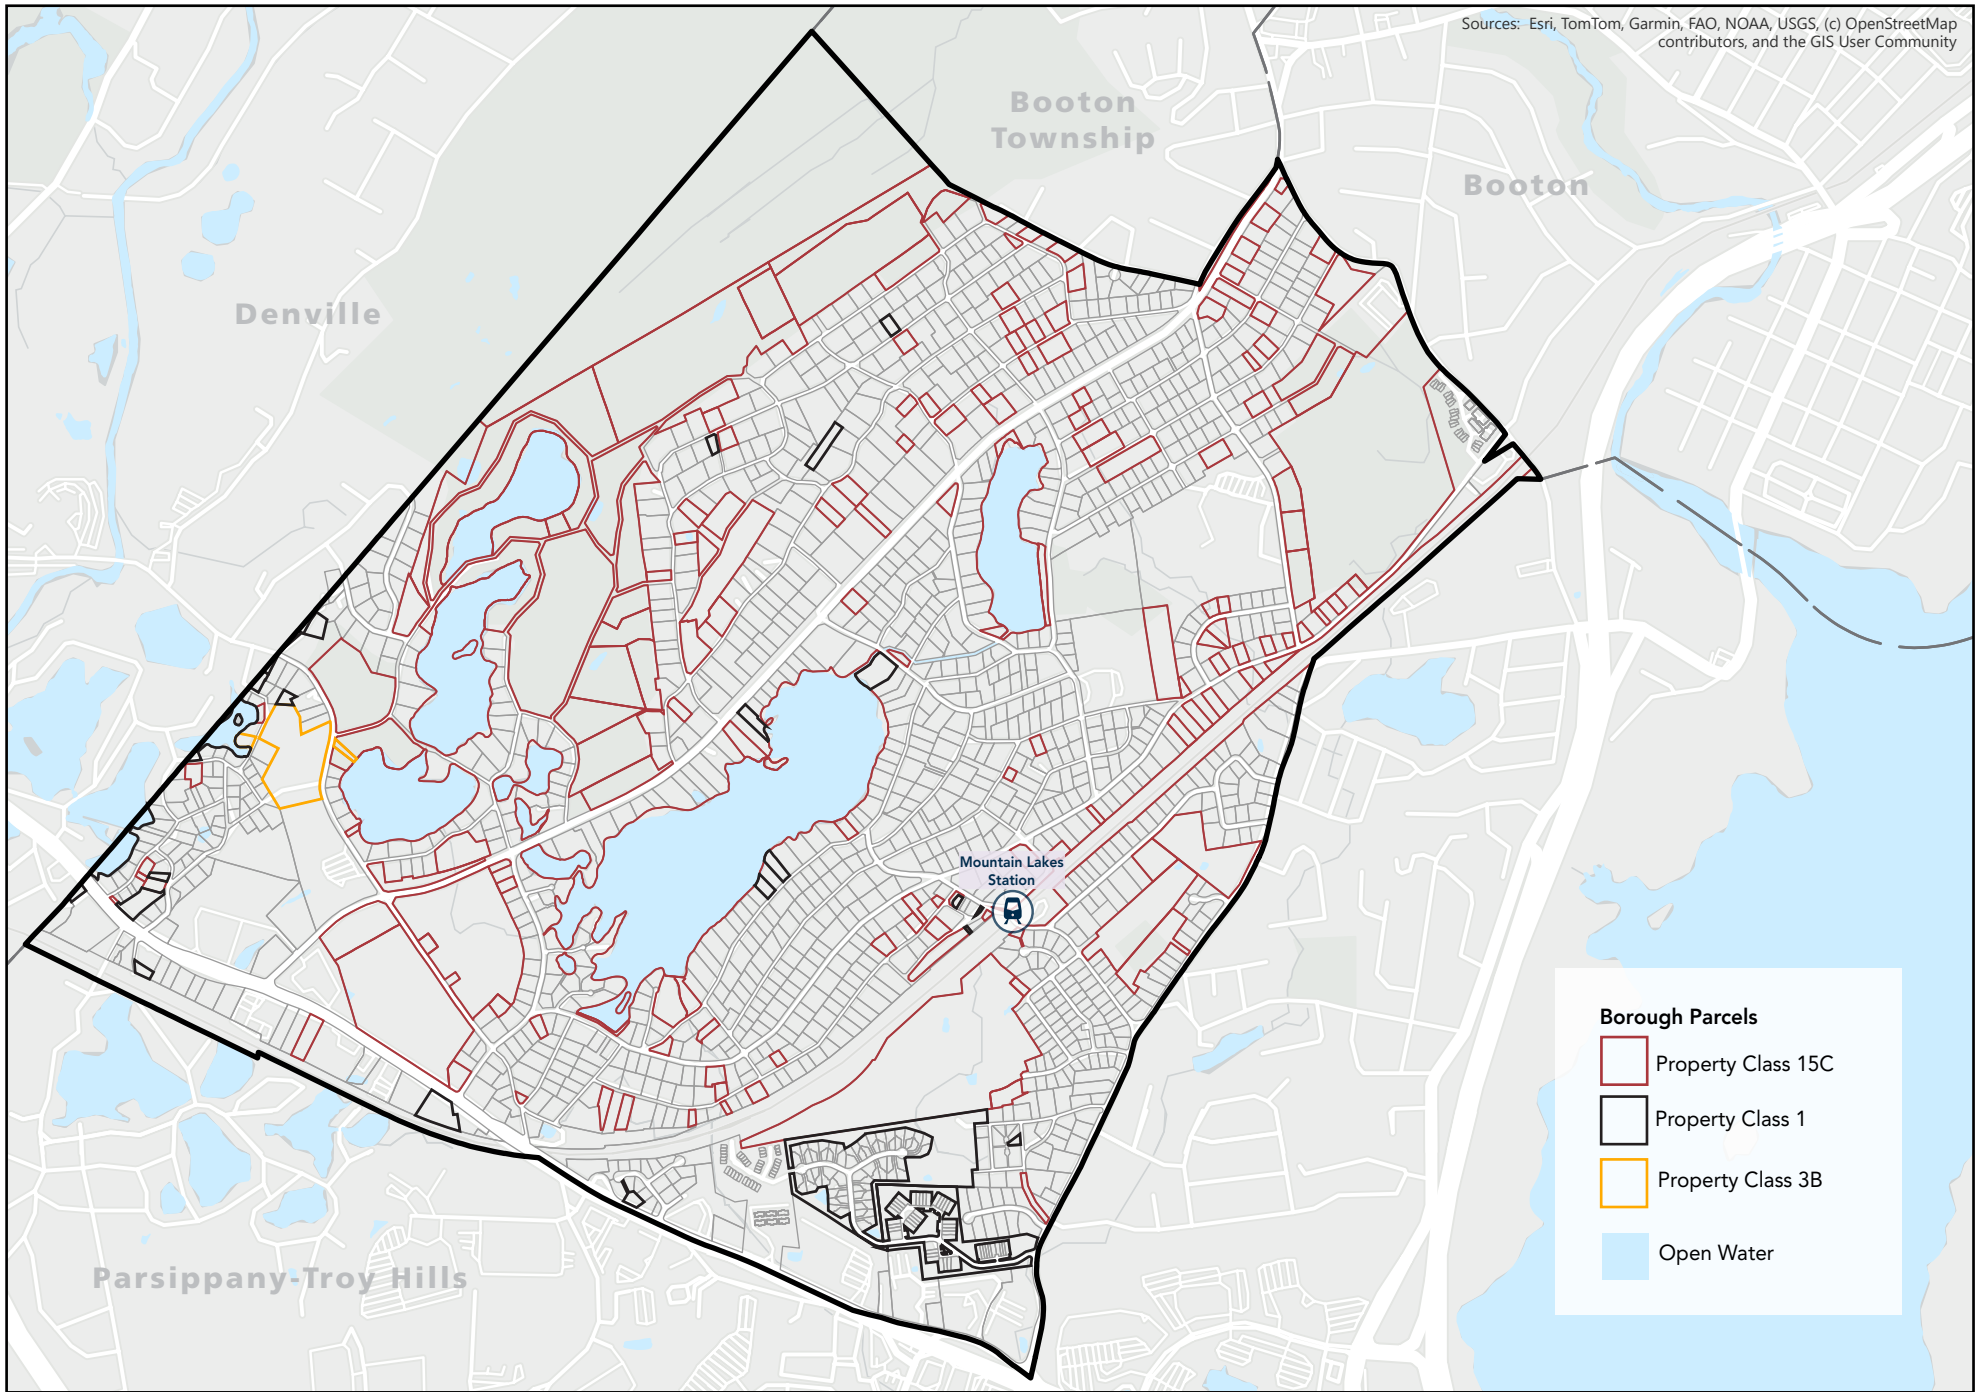 Sources: Esri, TomTom, Garmin, FAO, NOAA, USGS, (c) OpenStreetMap
contributors, and the GIS User Community
Booton
Township
Booton
Denville
Mountain Lakes
Station
Parsippany-Troy Hills
Borough Parcels
Property Class 15C
Property Class 1
Property Class 3B
Open Water